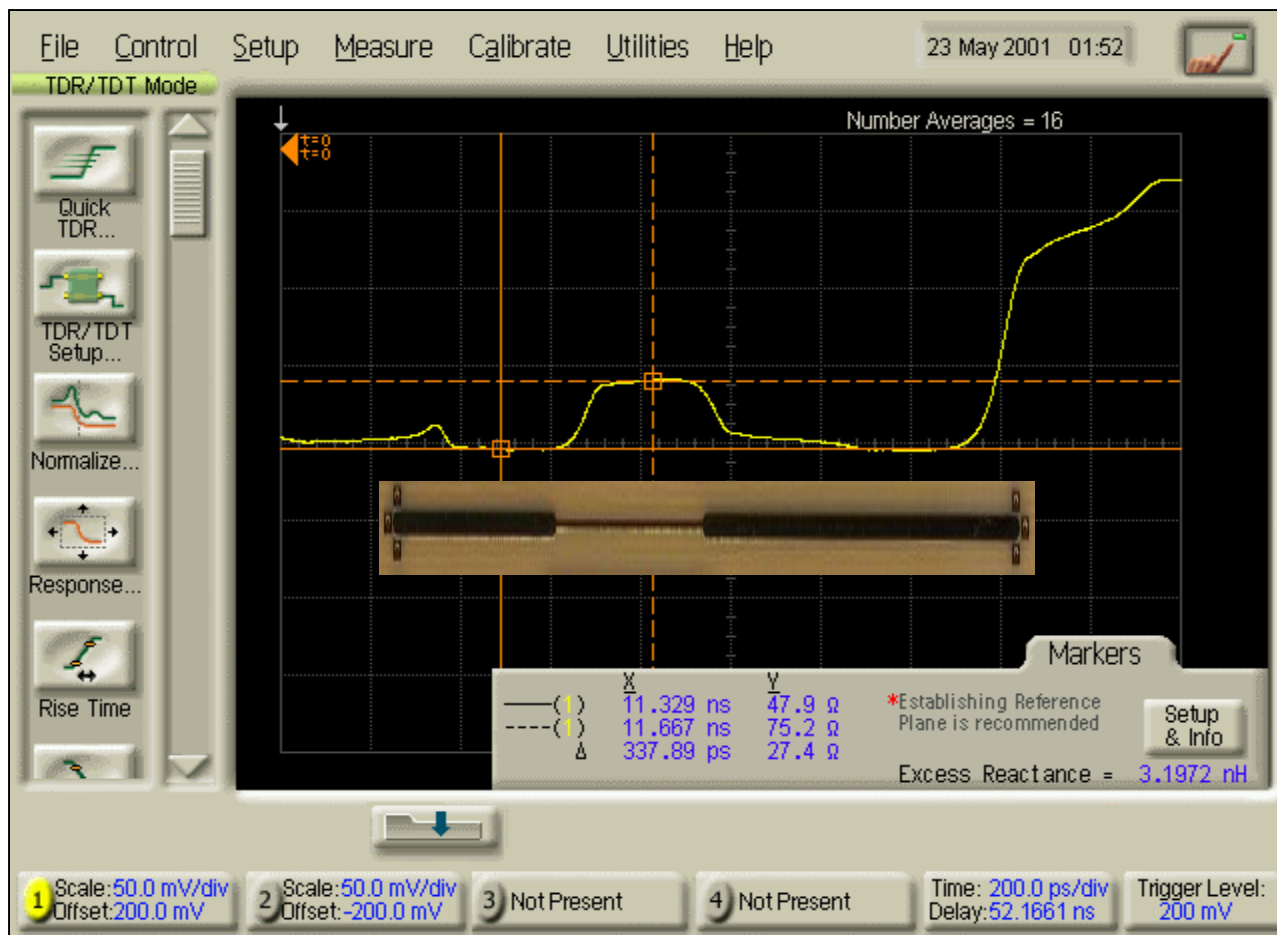 File Control Setup Measure Calibrate Utilities Help 23 May 2001 01:52
TDR/TDT Mode
Number Averages = 16
t=0
t=0
Quick
TDR...
TDR/TDT
Setup...
Normalize...
Response...
Rise Time
Markers
X Y
(1) 11.329 ns 47.9 Ω
(1) 11.667 ns 75.2 Ω
Δ 337.89 ps 27.4 Ω
*Establishing Reference
Plane is recommended
Setup
& Info
Excess Reactance = 3.1972 nH
1 Scale:50.0 mV/div
Offset:200.0 mV
2 Scale:50.0 mV/div
Offset:-200.0 mV
3 Not Present
4 Not Present
Time: 200.0 ps/div
Delay:52.1661 ns
Trigger Level:
200 mV